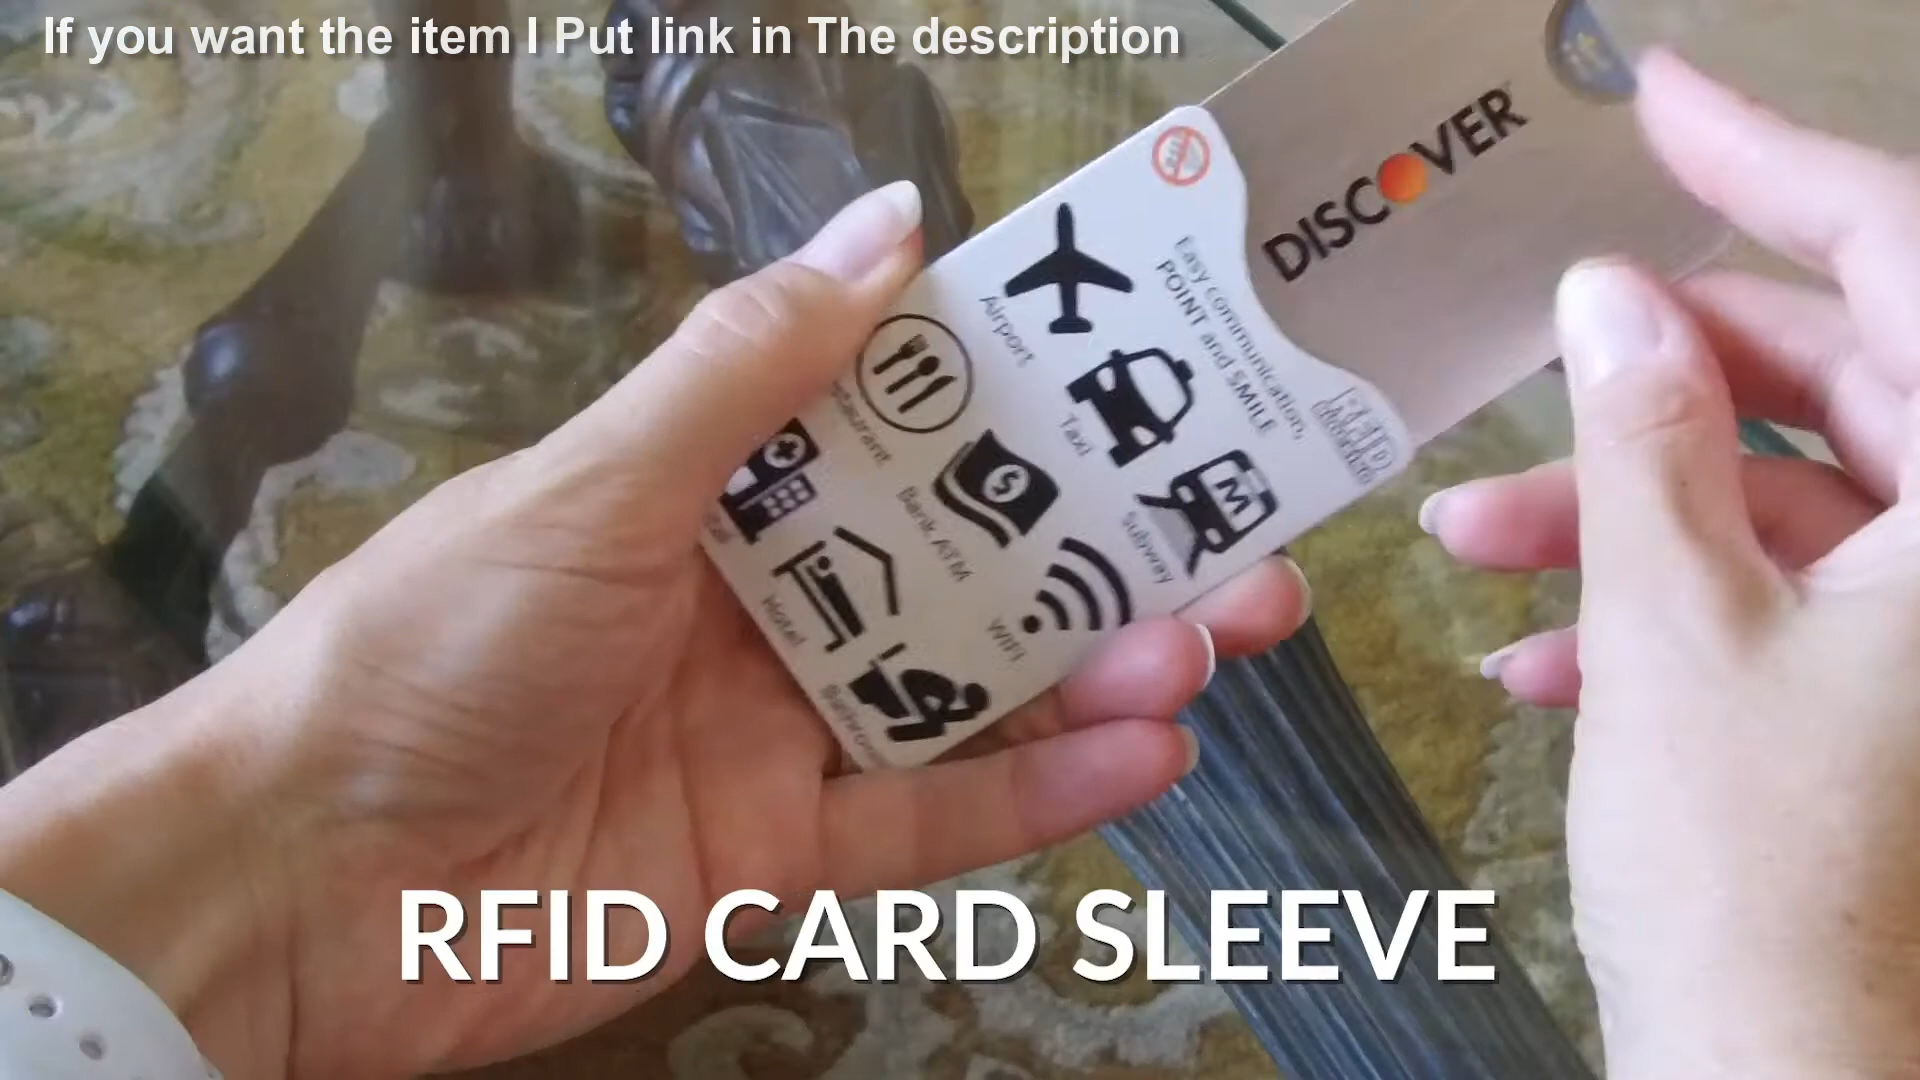 If you want the item I Put link in The description
DISCOVER
Easy communication,
POINT and SMILE
Airport
Taxi
Subway
Bank ATM
WIFI
Hotel
M
$
RFID CARD SLEEVE